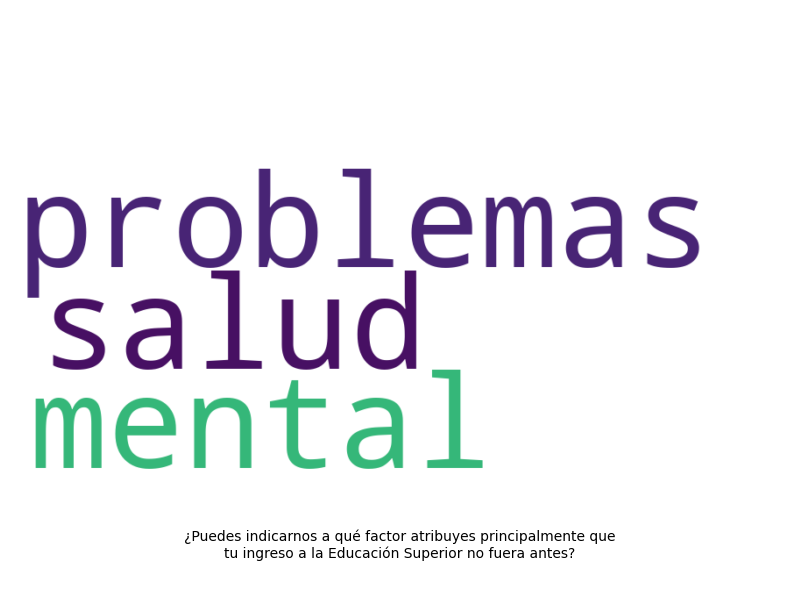 problemas
salud
mental
¿Puedes indicarnos a qué factor atribuyes principalmente que
tu ingreso a la Educación Superior no fuera antes?